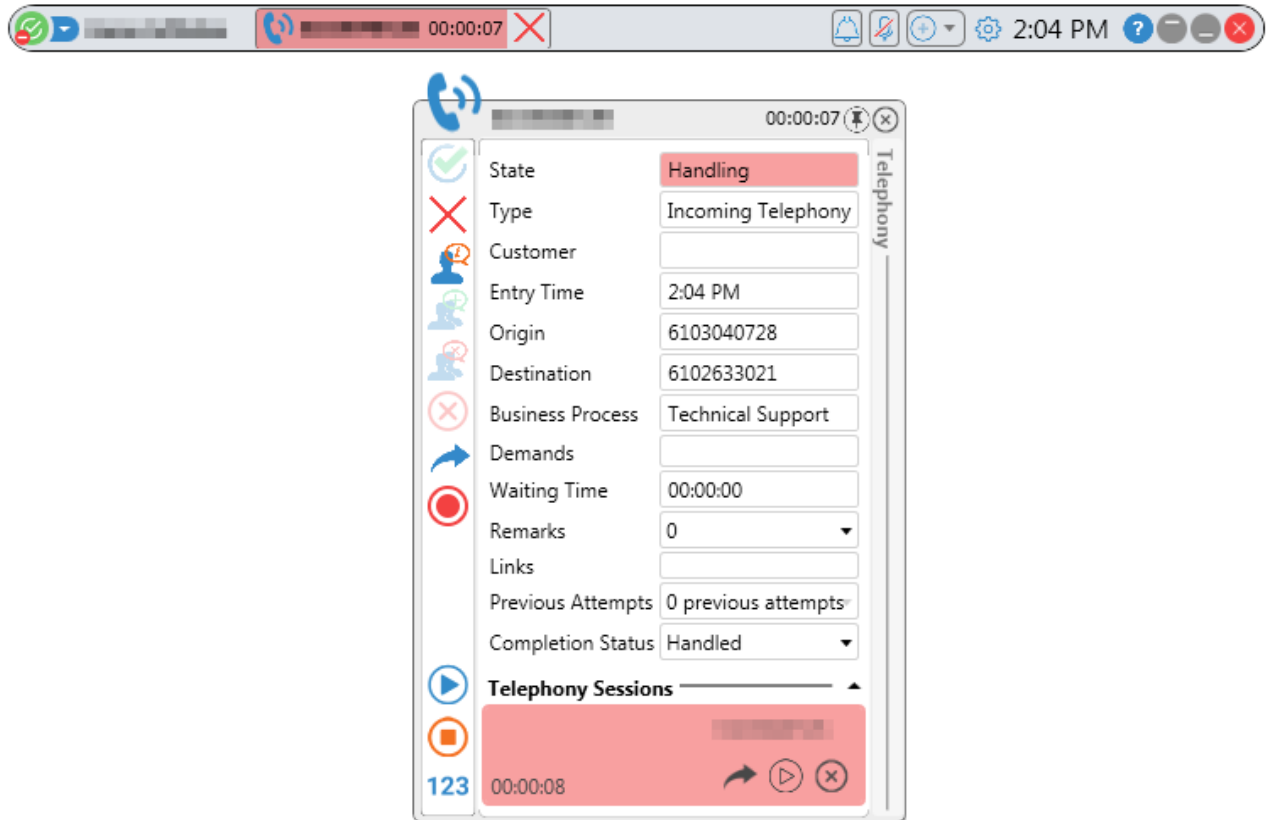 00:00:07
2:04 PM
?
00:00:07
Telephony
State Handling
Type Incoming Telephony
Customer
Entry Time 2:04 PM
Origin 6103040728
Destination 6102633021
Business Process Technical Support
Demands
Waiting Time 00:00:00
Remarks 0
Links
Previous Attempts 0 previous attempts
Completion Status Handled
Telephony Sessions
123 00:00:08